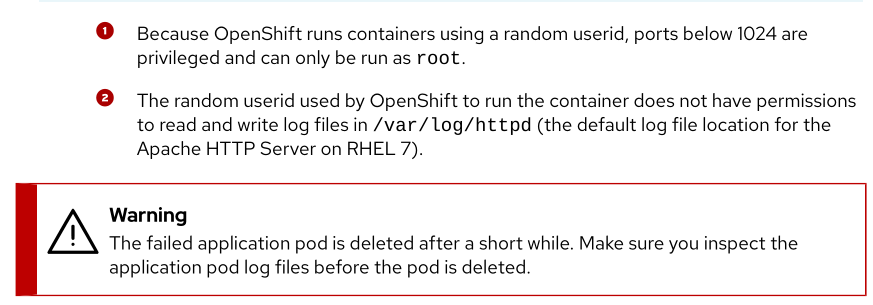 1 Because OpenShift runs containers using a random userid, ports below 1024 are
privileged and can only be run as root.
2 The random userid used by OpenShift to run the container does not have permissions
to read and write log files in /var/log/httpd (the default log file location for the
Apache HTTP Server on RHEL 7).
Warning
The failed application pod is deleted after a short while. Make sure you inspect the
application pod log files before the pod is deleted.